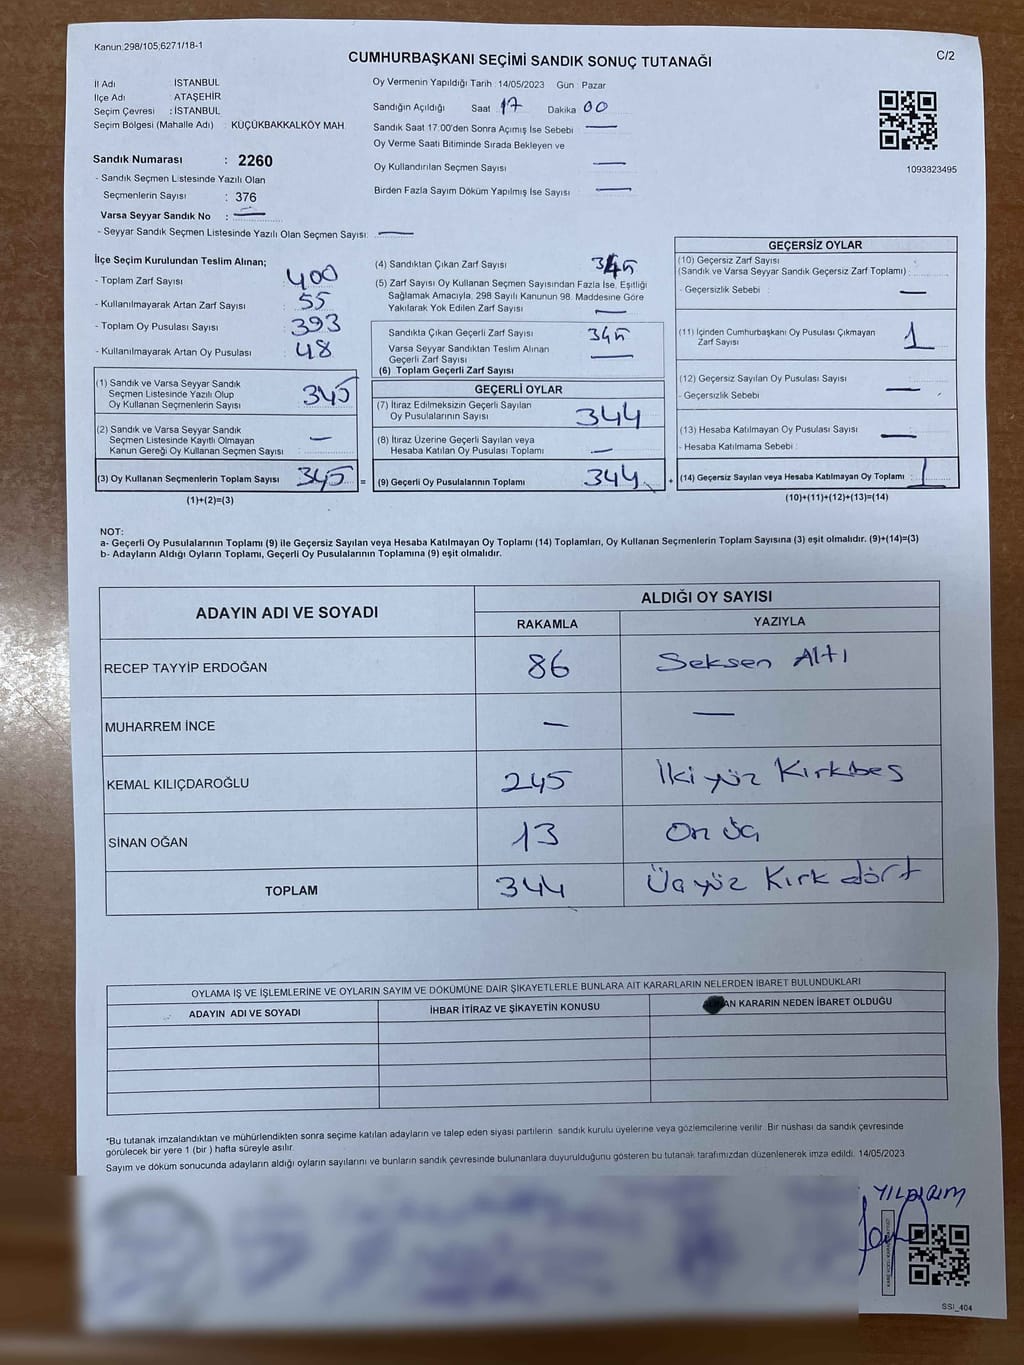 Kanun.298/105;6271/18-1
C/2
CUMHURBAŞKANI SEÇİMİ SANDIK SONUÇ TUTANAĞI
İl Adı : İSTANBUL
İlçe Adı : ATAŞEHİR
Seçim Çevresi : İSTANBUL
Seçim Bölgesi (Mahalle Adı) : KÜÇÜKBAKKALKÖY MAH.
Sandık Numarası : 2260
- Sandık Seçmen Listesinde Yazılı Olan
Seçmenlerin Sayısı : 376
Varsa Seyyar Sandık No : —
- Seyyar Sandık Seçmen Listesinde Yazılı Olan Seçmen Sayısı: —
Oy Vermenin Yapıldığı Tarih 14/05/2023 Gün Pazar
Sandığın Açıldığı Saat 17 Dakika 00
Sandık Saat 17:00'den Sonra Açımış İse Sebebi —
Oy Verme Saati Bitiminde Sırada Bekleyen ve
Oy Kullandırılan Seçmen Sayısı —
Birden Fazla Sayım Döküm Yapılmış İse Sayısı —
1093823495
İlçe Seçim Kurulundan Teslim Alınan;
- Toplam Zarf Sayısı : 400
- Kullanılmayarak Artan Zarf Sayısı : 55
- Toplam Oy Pusulası Sayısı : 393
- Kullanılmayarak Artan Oy Pusulası : 48
(1) Sandık ve Varsa Seyyar Sandık
Seçmen Listesinde Yazılı Olup
Oy Kullanan Seçmenlerin Sayısı 345
(2) Sandık ve Varsa Seyyar Sandık
Seçmen Listesinde Kayıtlı Olmayan
Kanun Gereği Oy Kullanan Seçmen Sayısı —
(3) Oy Kullanan Seçmenlerin Toplam Sayısı 345 =
(1)+(2)=(3)
(4) Sandıktan Çıkan Zarf Sayısı 345
(5) Zarf Sayısı Oy Kullanan Seçmen Sayısından Fazla İse, Eşitliği
Sağlamak Amacıyla, 298 Sayılı Kanunun 98. Maddesine Göre
Yakılarak Yok Edilen Zarf Sayısı —
Sandıkta Çıkan Geçerli Zarf Sayısı 345
Varsa Seyyar Sandıktan Teslim Alınan
Geçerli Zarf Sayısı —
(6) Toplam Geçerli Zarf Sayısı
GEÇERLİ OYLAR
(7) İtiraz Edilmeksizin Geçerli Sayılan
Oy Pusulalarının Sayısı 344
(8) İtiraz Üzerine Geçerli Sayılan veya
Hesaba Katılan Oy Pusulası Toplamı —
(9) Geçerli Oy Pusulalarının Toplamı 344 +
GEÇERSİZ OYLAR
(10) Geçersiz Zarf Sayısı
(Sandık ve Varsa Seyyar Sandık Geçersiz Zarf Toplamı)
- Geçersizlik Sebebi : —
(11) İçinden Cumhurbaşkanı Oy Pusulası Çıkmayan
Zarf Sayısı 1
(12) Geçersiz Sayılan Oy Pusulası Sayısı
- Geçersizlik Sebebi : —
(13) Hesaba Katılmayan Oy Pusulası Sayısı —
- Hesaba Katılmama Sebebi :
(14) Geçersiz Sayılan veya Hesaba Katılmayan Oy Toplamı 1
(10)+(11)+(12)+(13)=(14)
NOT:
a- Geçerli Oy Pusulalarının Toplamı (9) ile Geçersiz Sayılan veya Hesaba Katılmayan Oy Toplamı (14) Toplamları, Oy Kullanan Seçmenlerin Toplam Sayısına (3) eşit olmalıdır. (9)+(14)=(3)
b- Adayların Aldığı Oyların Toplamı, Geçerli Oy Pusulalarının Toplamına (9) eşit olmalıdır.
ADAYIN ADI VE SOYADI
ALDIĞI OY SAYISI
RAKAMLA YAZIYLA
RECEP TAYYİP ERDOĞAN 86 Seksen Altı
MUHARREM İNCE — —
KEMAL KILIÇDAROĞLU 245 İki yüz Kırkbeş
SİNAN OĞAN 13 On üç
TOPLAM 344 Üç yüz Kırk dört
OYLAMA İŞ VE İŞLEMLERİNE VE OYLARIN SAYIM VE DÖKÜMÜNE DAİR ŞİKAYETLERLE BUNLARA AİT KARARLARIN NELERDEN İBARET BULUNDUKLARI
ADAYIN ADI VE SOYADI İHBAR İTİRAZ VE ŞİKAYETİN KONUSU AN KARARIN NEDEN İBARET OLDUĞU
*Bu tutanak imzalandıktan ve mühürlendikten sonra seçime katılan adayların ve talep eden siyasi partilerin sandık kurulu üyelerine veya gözlemcilerine verilir. Bir nüshası da sandık çevresinde
görülecek bir yere 1 (bir) hafta süreyle asılır.
Sayım ve döküm sonucunda adayların aldığı oyların sayılarını ve bunların sandık çevresinde bulunanlara duyurulduğunu gösteren bu tutanak tarafımızdan düzenlenerek imza edildi. 14/05/2023
YILDIRIM
SSI_404